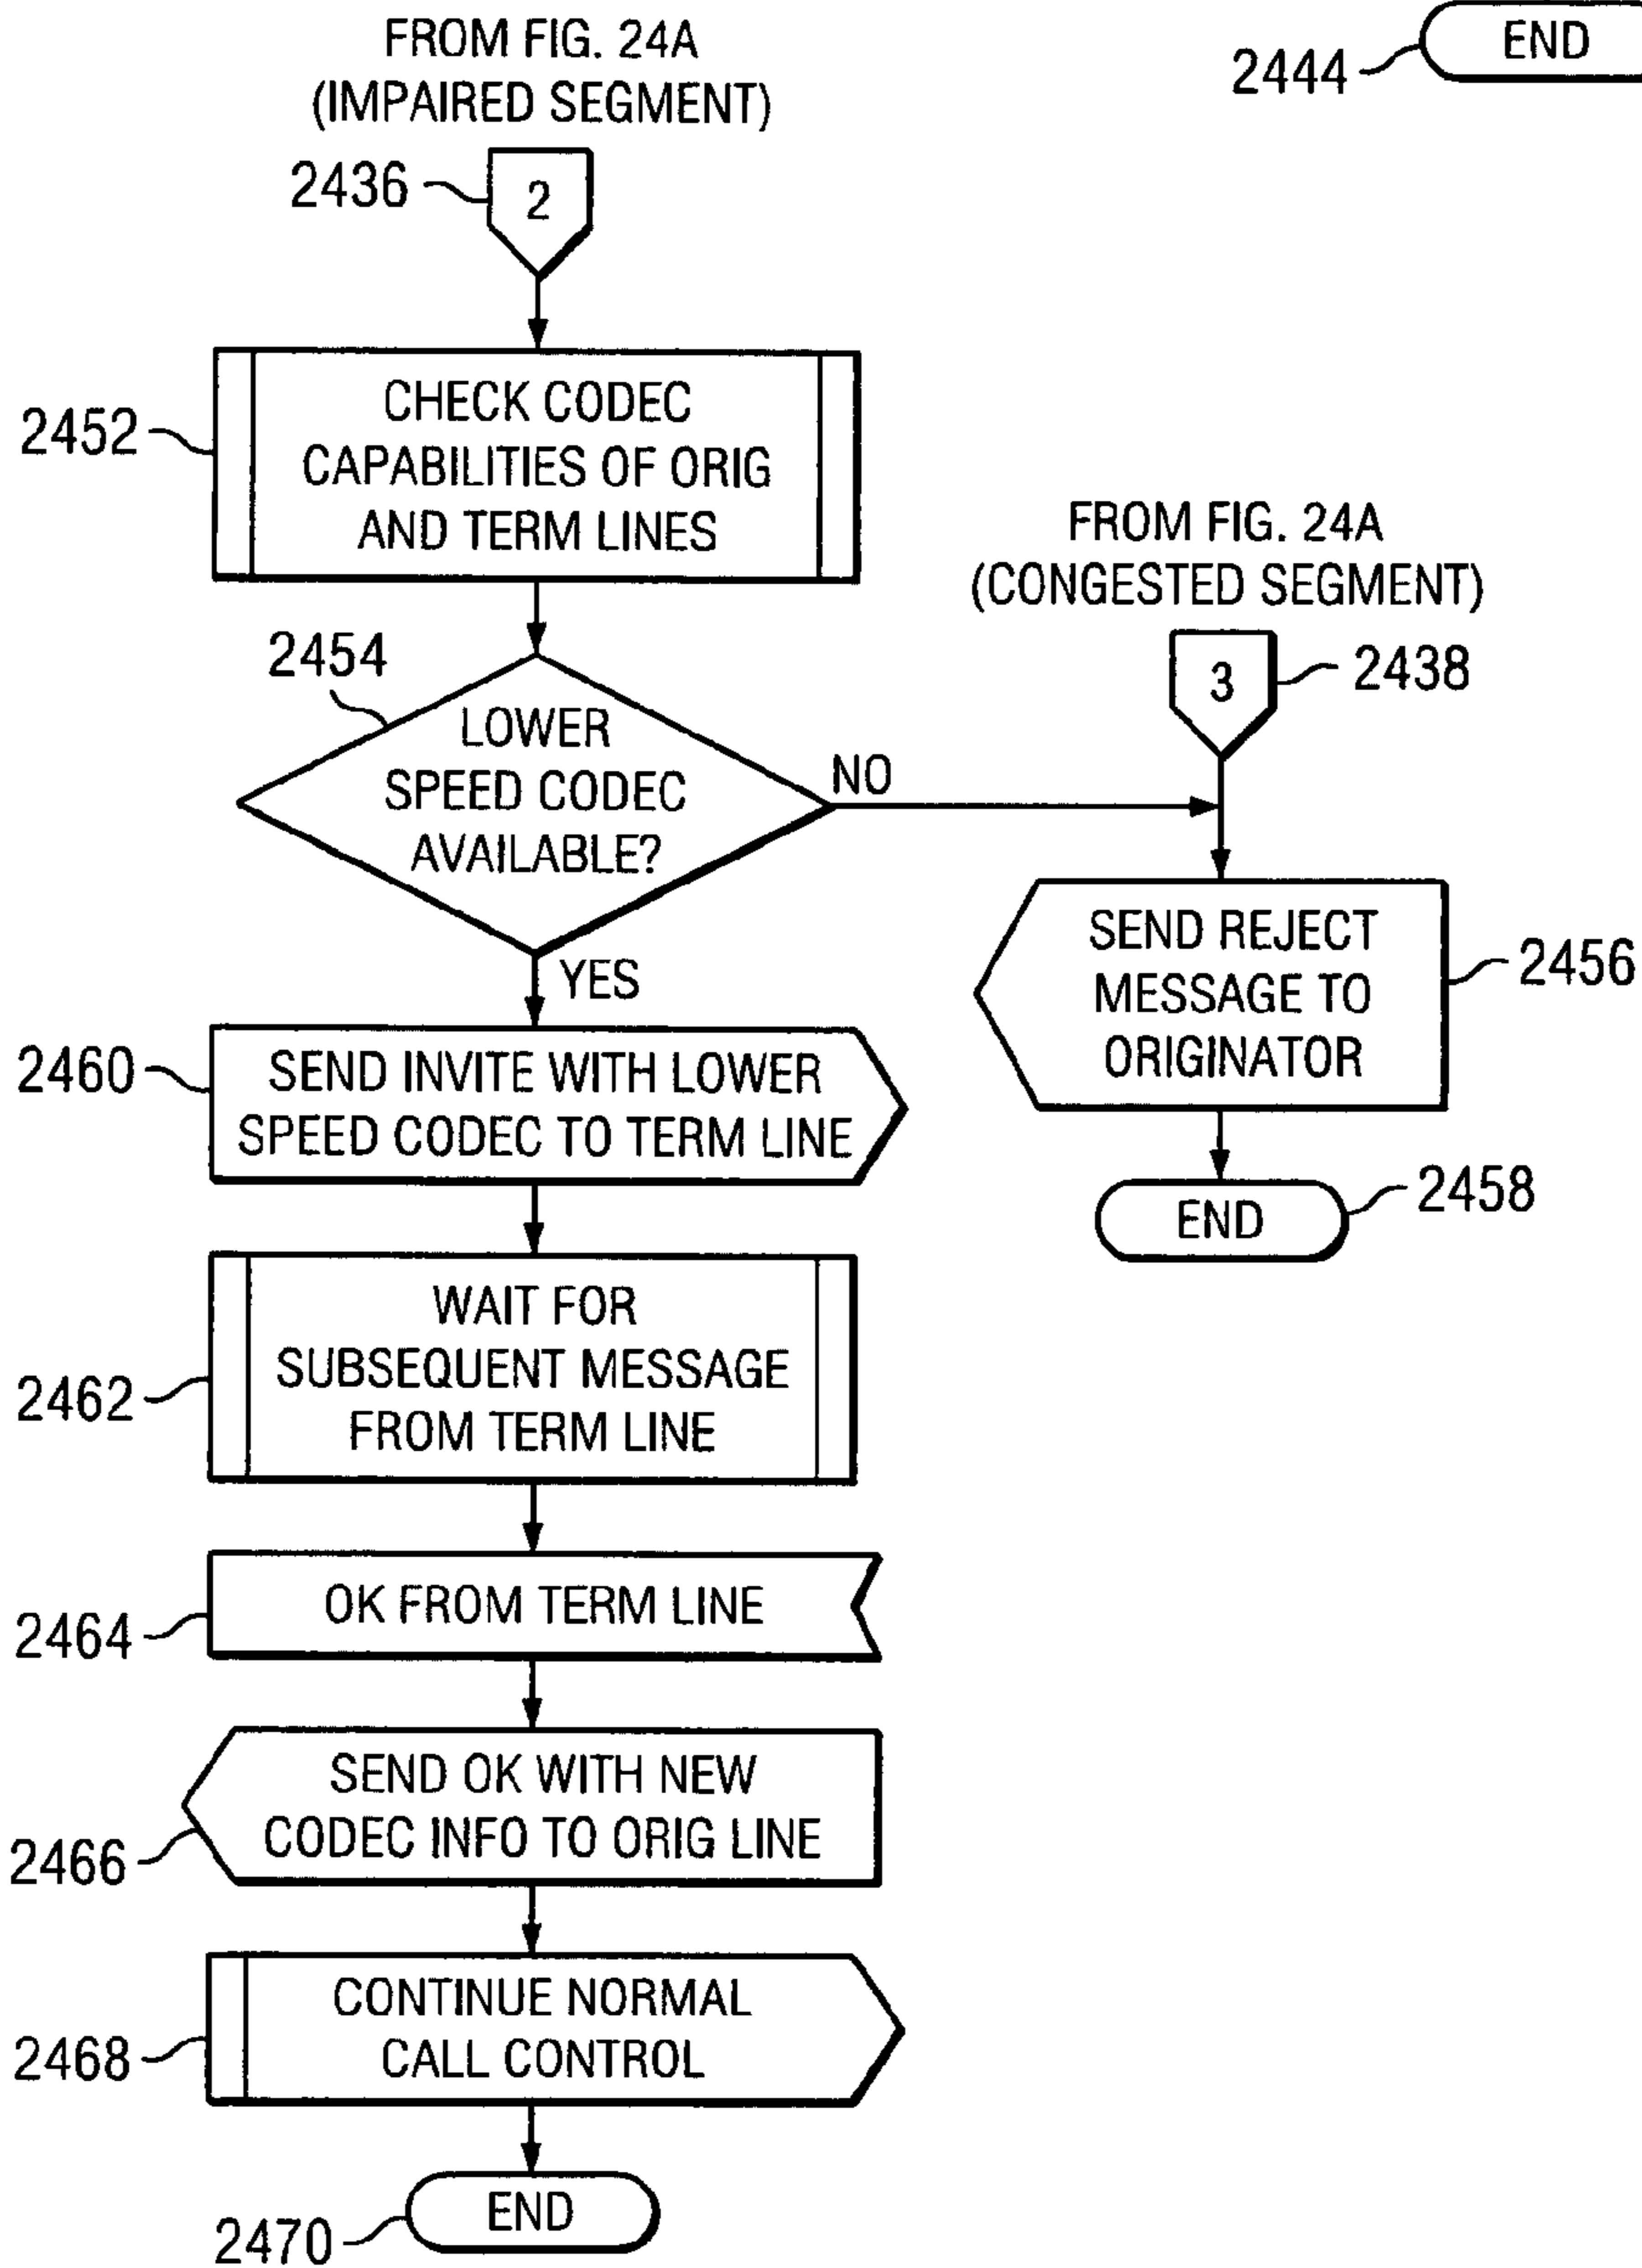 FROM FIG. 24A
(IMPAIRED SEGMENT)
2444
END
2436
2
2452
CHECK CODEC
CAPABILITIES OF ORIG
AND TERM LINES
FROM FIG. 24A
(CONGESTED SEGMENT)
2454
3
2438
LOWER
SPEED CODEC
AVAILABLE?
NO
YES
SEND REJECT
MESSAGE TO
ORIGINATOR
2456
2460
SEND INVITE WITH LOWER
SPEED CODEC TO TERM LINE
END
2458
2462
WAIT FOR
SUBSEQUENT MESSAGE
FROM TERM LINE
2464
OK FROM TERM LINE
2466
SEND OK WITH NEW
CODEC INFO TO ORIG LINE
2468
CONTINUE NORMAL
CALL CONTROL
2470
END